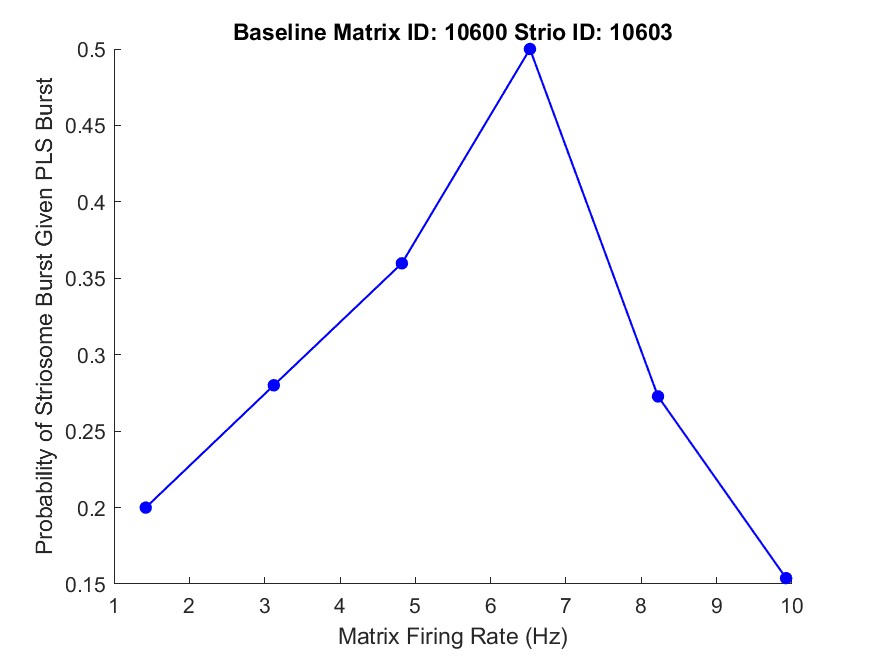 Baseline Matrix ID: 10600 Strio ID: 10603
Probability of Striosome Burst Given PLS Burst
0.5
0.45
0.4
0.35
0.3
0.25
0.2
0.15
1 2 3 4 5 6 7 8 9 10
Matrix Firing Rate (Hz)